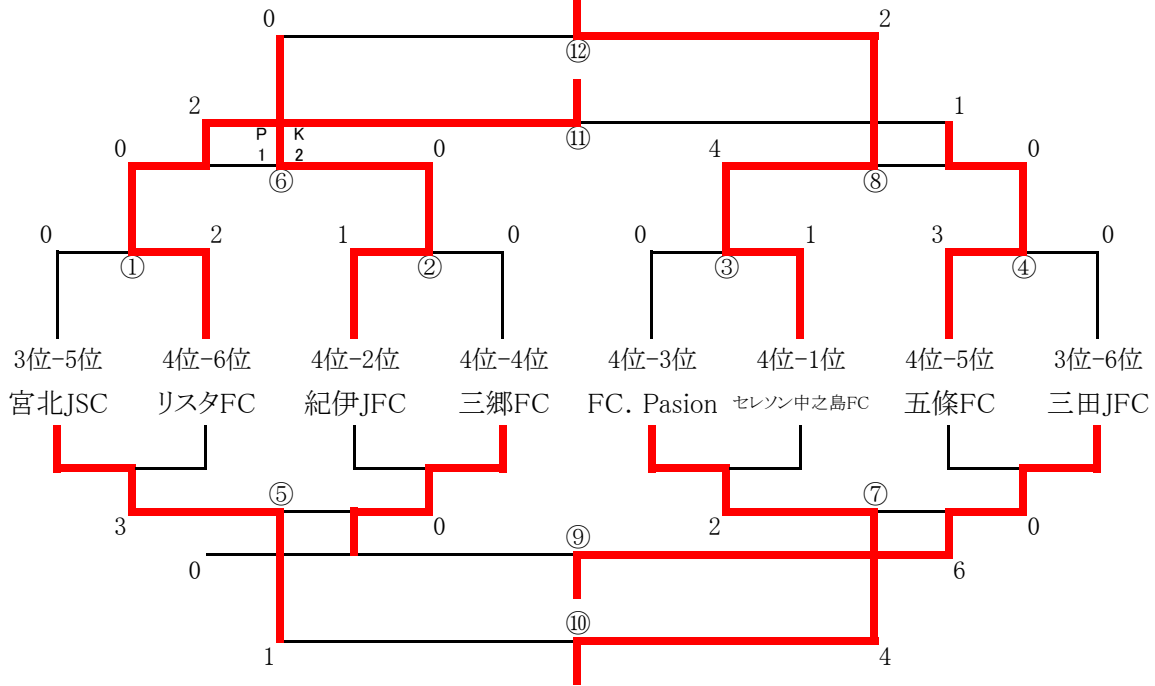 0 2
⑫
2 1
P K
⑪
0 1 2 0 4 0
⑥ ⑧
0 2 1 0 0 1 3 0
① ② ③ ④
3位-5位 4位-6位 4位-2位 4位-4位 4位-3位 4位-1位 4位-5位 3位-6位
宮北JSC リスタFC 紀伊JFC 三郷FC FC. Pasion セレソン中之島FC 五條FC 三田JFC
⑤ ⑦
3 0 2 0
⑨
0 6
⑩
1 4